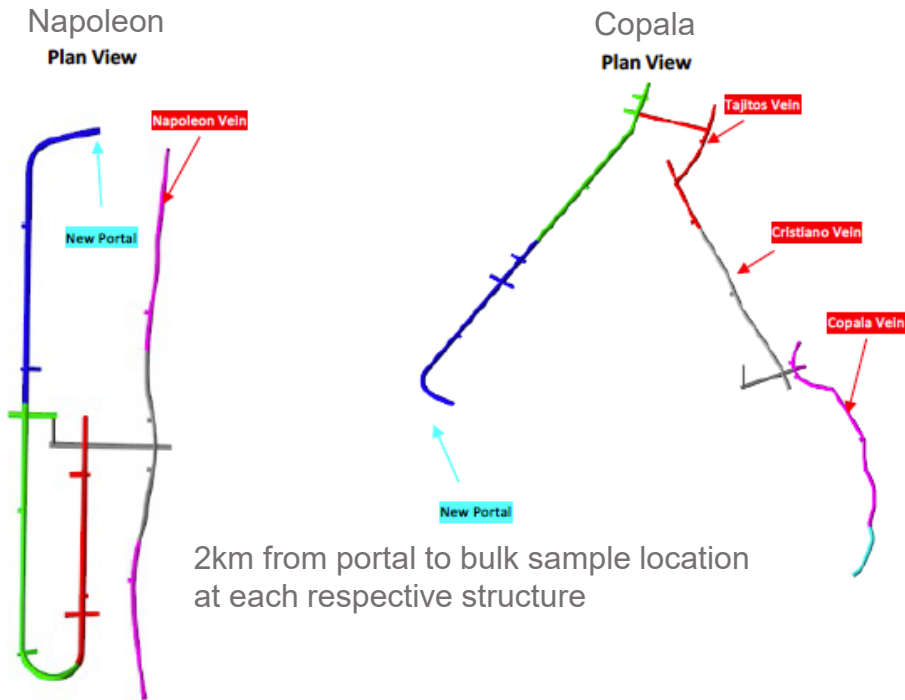 Napoleon
Plan View
Napoleon Vein
New Portal
Copala
Plan View
Tajitos Vein
Cristiano Vein
Copala Vein
New Portal
2km from portal to bulk sample location
at each respective structure